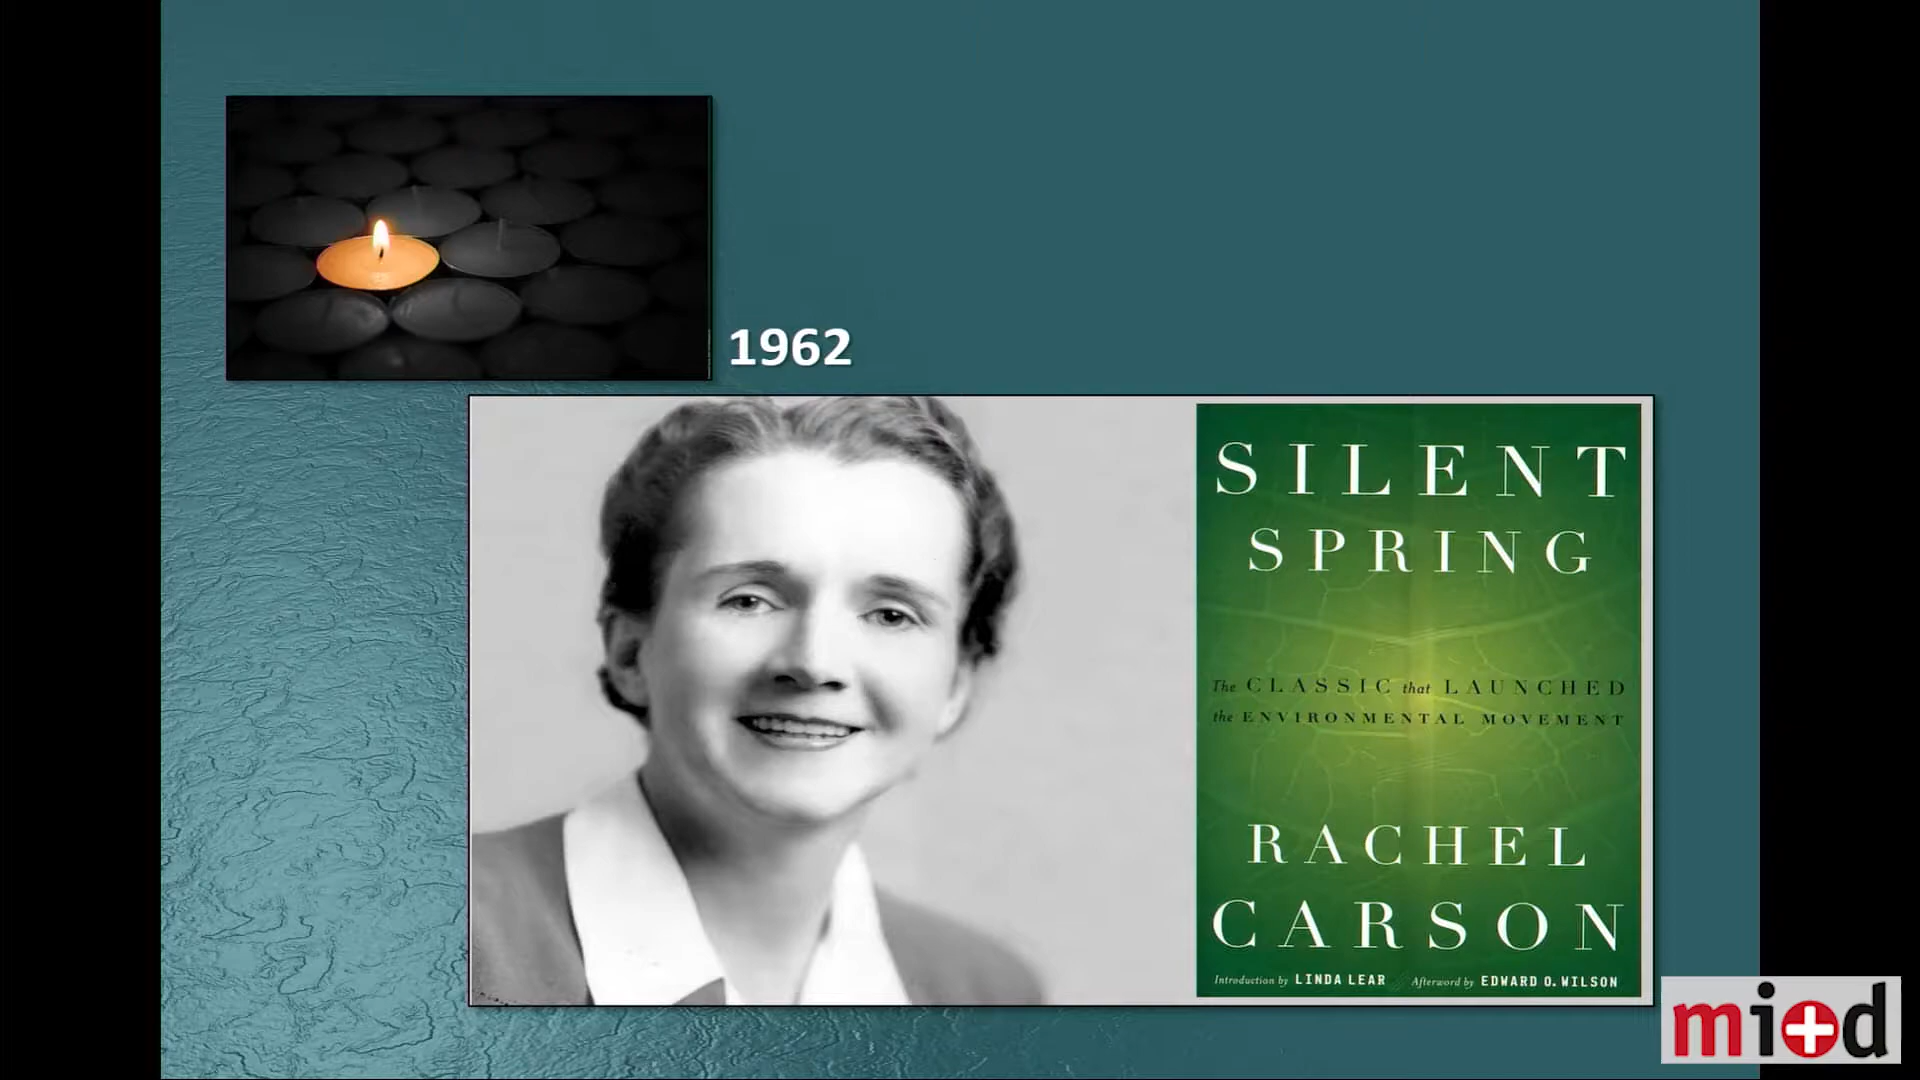 1962
SILENT
SPRING
The CLASSIC that LAUNCHED
the ENVIRONMENTAL MOVEMENT
RACHEL
CARSON
Introduction by LINDA LEAR Afterword by EDWARD O. WILSON
miod